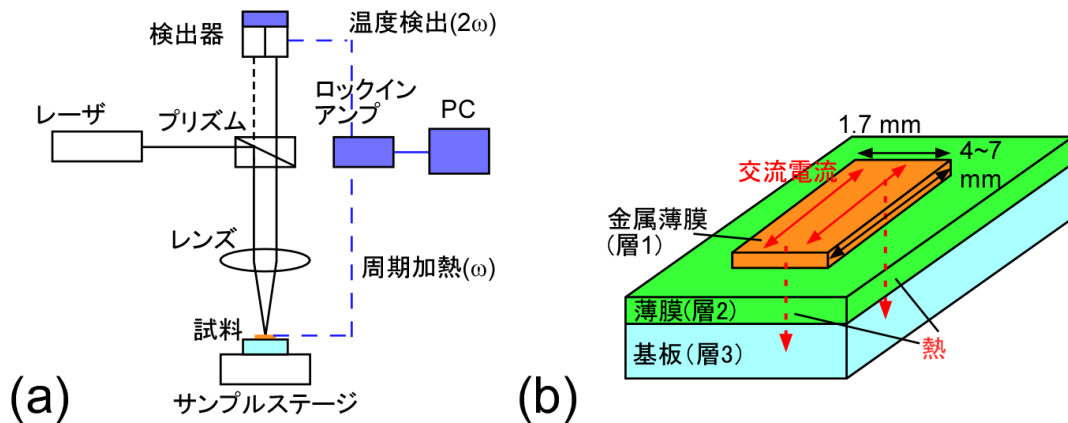 検出器
温度検出(2ω)
レーザ
プリズム
ロックイン
アンプ
PC
レンズ
周期加熱(ω)
試料
サンプルステージ
(a)
1.7 mm
4~7
mm
交流電流
金属薄膜
(層1)
薄膜(層2)
基板(層3)
熱
(b)